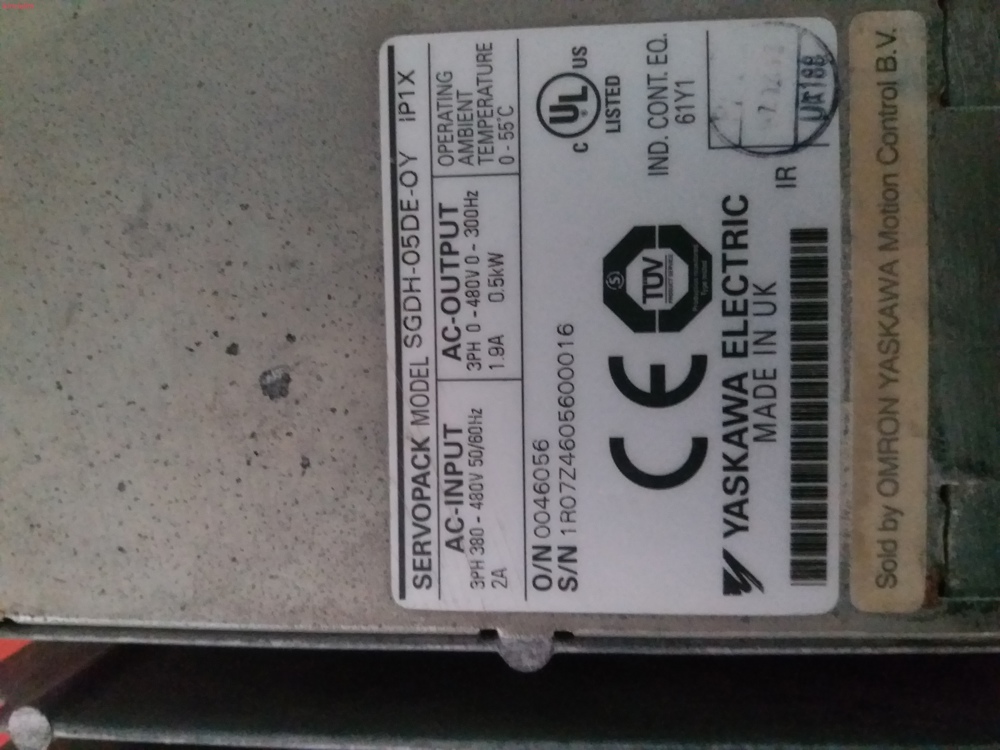 SERVOPACK MODEL SGDH-05DE-OY IP1X
AC-INPUT
3PH 380 - 480V 50/60Hz
2A
AC-OUTPUT
3PH 0 - 480V 0 - 300Hz
1.9A 0.5kW
OPERATING
AMBIENT
TEMPERATURE
0 - 55°C
O/N 0046056
S/N 1R07Z4605600016
C UL US
LISTED
IND. CONT. EQ.
61Y1
CE
S
TÜV
YASKAWA ELECTRIC
MADE IN UK
IR
Sold by OMRON YASKAWA Motion Control B.V.